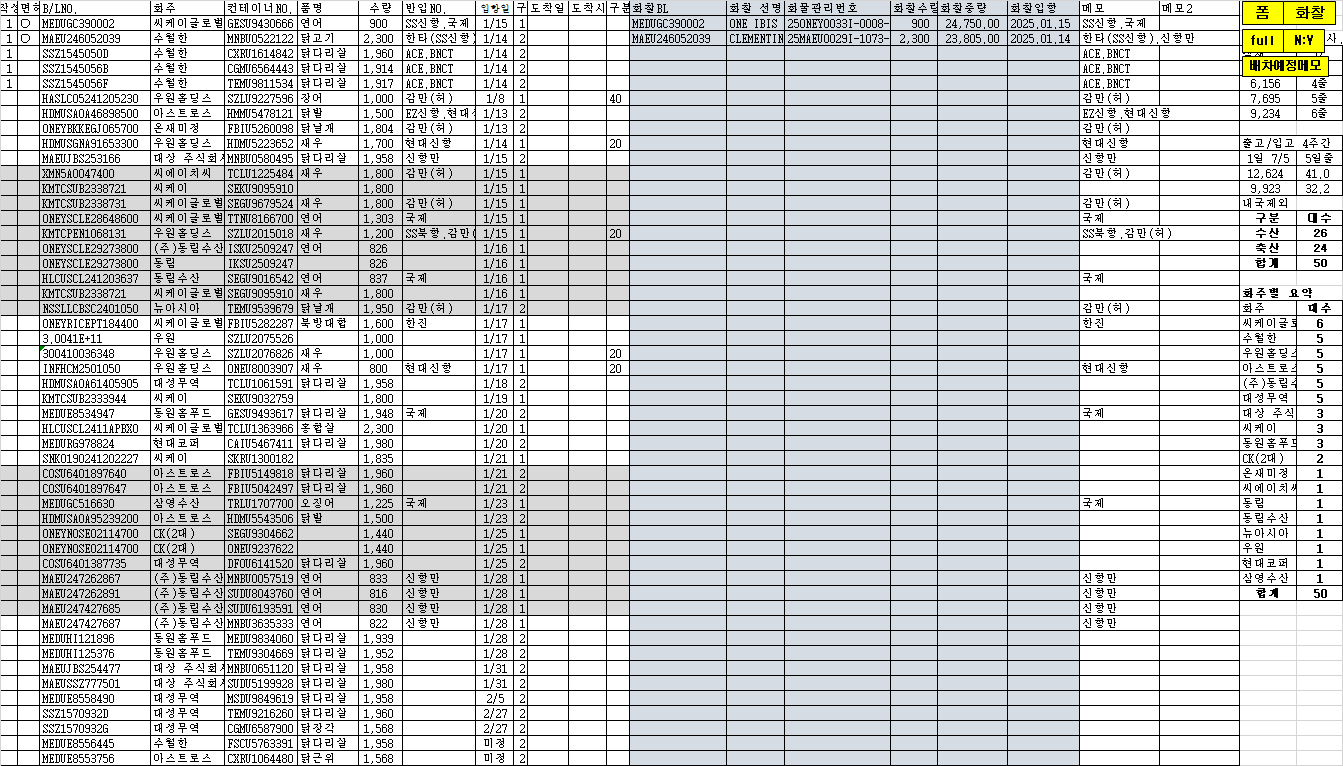 작성 면허 B/LNO. 화주 컨테이너NO. 품명 수량 반입NO. 입항일 구 도착일 도착시 구분 화찰BL 화찰 선명 화물관리번호 화찰수량 화찰중량 화찰입항 메모 메모2 폼 화찰
1 O MEDUGC390002 씨케이글로벌 GESU9430666 연어 900 SS신항,국제 1/15 1 MEDUGC390002 ONE IBIS 25ONEY0033I-0008- 900 24,750.00 2025.01.15 SS신항,국제
1 O MAEU246052039 수월한 MNBU0522122 닭고기 2,300 한타(SS신항) 1/14 2 MAEU246052039 CLEMENTIN 25MAEU0029I-1073- 2,300 23,805.00 2025.01.14 한타(SS신항),신항만 full N:Y
1 SSZ1545050D 수월한 CXRU1614842 닭다리살 1,960 ACE,BNCT 1/14 2 ACE,BNCT
1 SSZ1545056B 수월한 CGMU6564443 닭다리살 1,914 ACE,BNCT 1/14 2 ACE,BNCT 배차예정메모
1 SSZ1545056F 수월한 TEMU9811534 닭다리살 1,917 ACE,BNCT 1/14 2 ACE,BNCT 6,156 4줄
HASLC05241205230 우원홀딩스 SZLU9227596 장어 1,000 감만(허) 1/8 1 40 감만(허) 7,695 5줄
HDMUSAOA46898500 아스트로스 HMMU5478121 닭발 1,500 EZ신항,현대신 1/13 2 EZ신항,현대신항 9,234 6줄
ONEYBKKEGJ065700 온새미정 FBIU5260098 닭날개 1,804 감만(허) 1/13 2 감만(허)
HDMUSGNA91653300 우원홀딩스 HDMU5223652 새우 1,700 현대신항 1/14 1 20 현대신항 출고/입고 4주간
MAEUJBS253166 대상 주식회사 MNBU0580495 닭다리살 1,958 신항만 1/15 2 신항만 1일 7/5 5일줄
XMN5A0047400 씨에이치씨 TCLU1225484 새우 1,800 감만(허) 1/15 1 감만(허) 12,624 41.0
KMTCSUB2338721 씨케이 SEKU9095910 1,800 1/15 1 9,923 32.2
KMTCSUB2338731 씨케이글로벌 SEGU9679524 새우 1,800 감만(허) 1/15 1 감만(허) 내국제외
ONEYSCLE28648600 씨케이글로벌 TTNU8166700 연어 1,303 국제 1/15 1 국제 구분 대수
KMTCPEN1068131 우원홀딩스 SZLU2015018 새우 1,200 SS북항,감만( 1/15 1 20 SS북항,감만(허) 수산 26
ONEYSCLE29273800 (주)동림수산 ISKU2509247 연어 826 1/16 1 축산 24
ONEYSCLE29273800 동림 IKSU2509247 826 1/16 1 합계 50
HLCUSCL241203637 동림수산 SEGU9016542 연어 837 국제 1/16 1 국제
KMTCSUB2338721 씨케이글로벌 SEGU9095910 새우 1,800 1/16 1 화주별 요약
NSSLLCBSC2401050 뉴아시아 TEMU9539679 닭날개 1,950 감만(허) 1/17 2 감만(허) 화주 대수
ONEYRICEPT184400 씨케이글로벌 FBIU5282287 북방대합 1,600 한진 1/17 1 한진 씨케이글로 6
3.0041E+11 우원 SZLU2075526 1,000 1/17 1 수월한 5
300410036348 우원홀딩스 SZLU2076826 새우 1,000 1/17 1 20 우원홀딩스 5
INFHCM2501050 우원홀딩스 ONEU8003907 새우 800 현대신항 1/17 1 20 현대신항 아스트로스 5
HDMUSAOA61405905 대성무역 TCLU1061591 닭다리살 1,958 1/18 2 (주)동림수 5
KMTCSUB2333944 씨케이 SEKU9032759 1,800 1/19 1 대성무역 5
MEDUE8534947 동원홈푸드 GESU9493617 닭다리살 1,948 국제 1/20 2 국제 대상 주식 3
HLCUSCL2411APBX0 씨케이글로벌 TCLU1363966 홍합살 2,300 1/20 1 씨케이 3
MEDURG978824 현대코퍼 CAIU5467411 닭다리살 1,980 1/20 2 동원홈푸드 3
SNKO190241202227 씨케이 SKRU1300182 1,835 1/21 1 CK(2대) 2
COSU6401897640 아스트로스 FBIU5149818 닭다리살 1,960 1/21 2 온새미정 1
COSU6401897647 아스트로스 FBIU5042497 닭다리살 1,960 1/21 2 씨에이치씨 1
MEDUGC516630 삼영수산 TRLU1707700 오징어 1,225 국제 1/23 1 국제 동림 1
HDMUSAOA95239200 아스트로스 HDMU5543506 닭발 1,500 1/23 2 동림수산 1
ONEYNOSE02114700 CK(2대) SEGU9304662 1,440 1/25 1 뉴아시아 1
ONEYNOSE02114700 CK(2대) ONEU9237622 1,440 1/25 1 우원 1
COSU6401387735 대성무역 DFOU6141520 닭다리살 1,960 1/25 2 현대코퍼 1
MAEU247262867 (주)동림수산 MNBU0057519 연어 833 신항만 1/28 1 신항만 삼영수산 1
MAEU247262891 (주)동림수산 SUDU8043760 연어 816 신항만 1/28 1 신항만 합계 50
MAEU247427685 (주)동림수산 SUDU6193591 연어 830 신항만 1/28 1 신항만
MAEU247427687 (주)동림수산 MNBU3635333 연어 822 신항만 1/28 1 신항만
MEDUHI121896 동원홈푸드 MEDU9834060 닭다리살 1,939 1/28 2
MEDUHI125376 동원홈푸드 TEMU9304669 닭다리살 1,952 1/28 2
MAEUJBS254477 대상 주식회사 MNBU0651120 닭다리살 1,958 1/31 2
MAEUSSZ777501 대상 주식회사 SUDU5199928 닭다리살 1,980 1/31 2
MEDUE8558490 대성무역 MSDU9849619 닭다리살 1,958 2/5 2
SSZ1570932D 대성무역 TEMU9216260 닭다리살 1,960 2/27 2
SSZ1570932G 대성무역 CGMU6587900 닭장각 1,568 2/27 2
MEDUE8556445 수월한 FSCU5763391 닭다리살 1,958 미정 2
MEDUE8553756 아스트로스 CXRU1064480 닭근위 1,568 미정 2